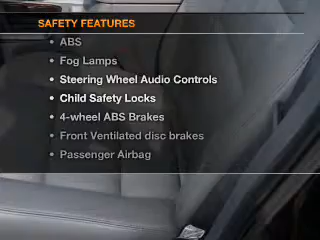 SAFETY FEATURES
• ABS
• Fog Lamps
• Steering Wheel Audio Controls
• Child Safety Locks
• 4-wheel ABS Brakes
• Front Ventilated disc brakes
• Passenger Airbag